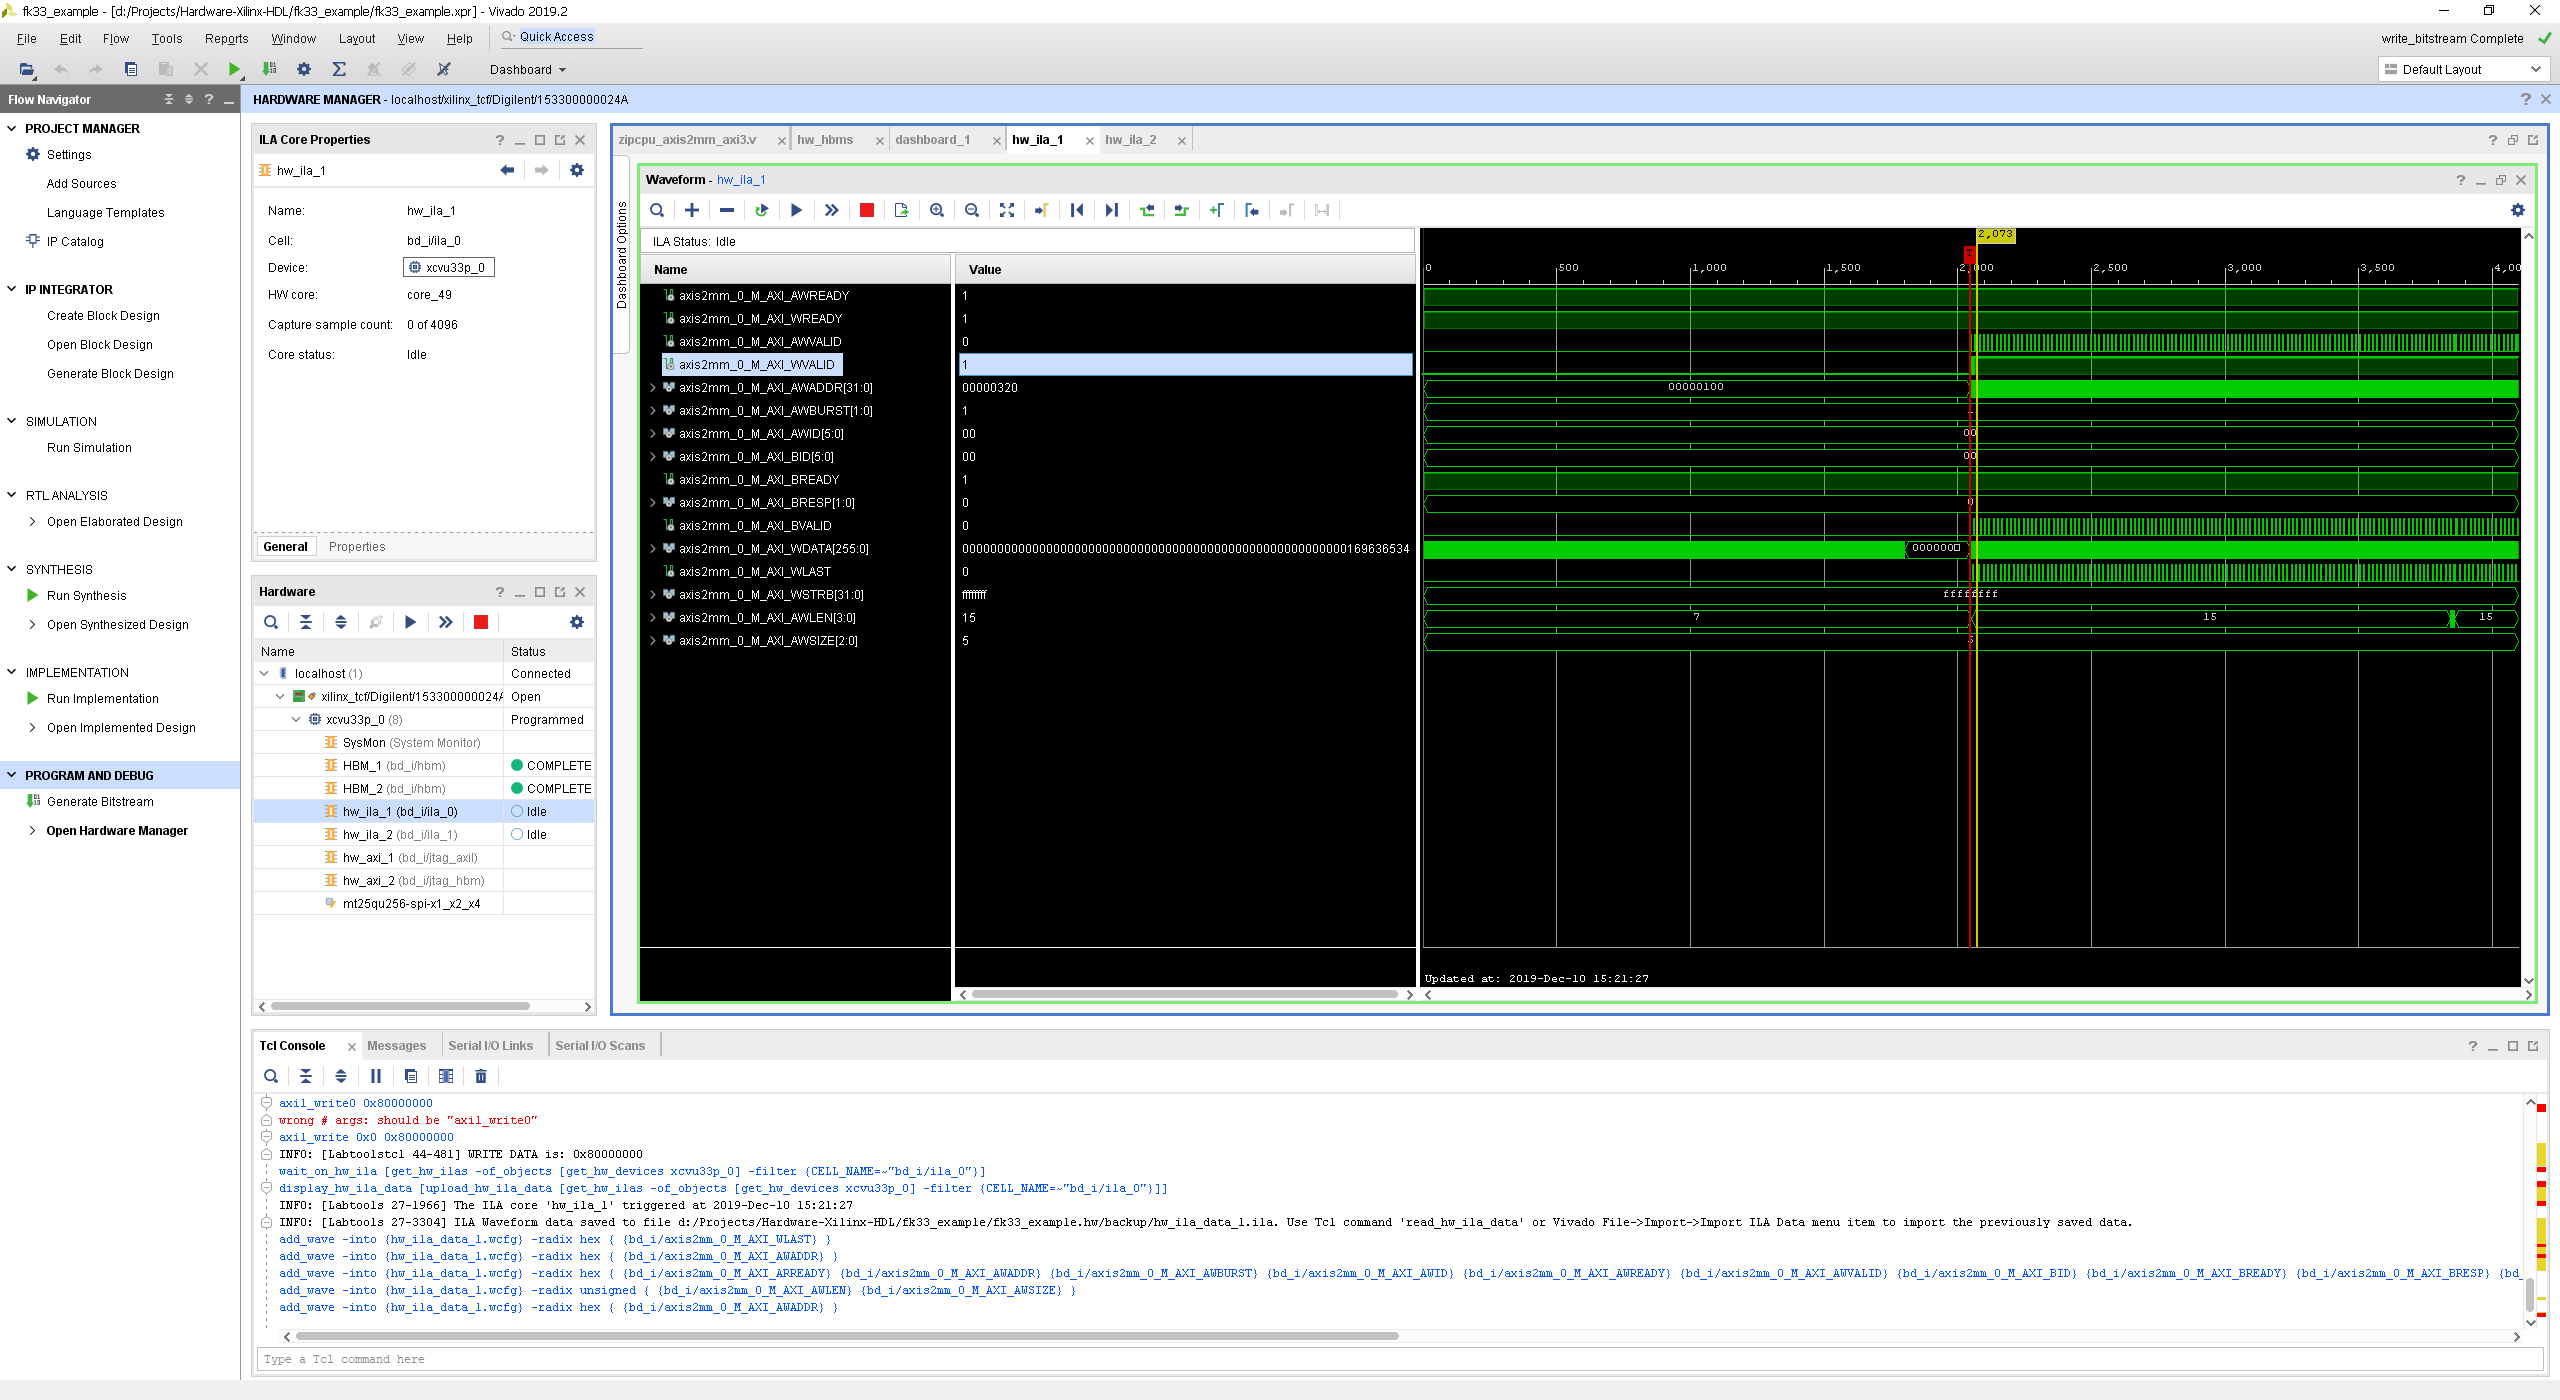 fk33_example - [d:/Projects/Hardware-Xilinx-HDL/fk33_example/fk33_example.xpr] - Vivado 2019.2
File Edit Flow Tools Reports Window Layout View Help Quick Access
write_bitstream Complete
Dashboard
Default Layout
Flow Navigator
HARDWARE MANAGER - localhost/xilinx_tcf/Digilent/153300000024A
PROJECT MANAGER
Settings
Add Sources
Language Templates
IP Catalog
IP INTEGRATOR
Create Block Design
Open Block Design
Generate Block Design
SIMULATION
Run Simulation
RTL ANALYSIS
Open Elaborated Design
SYNTHESIS
Run Synthesis
Open Synthesized Design
IMPLEMENTATION
Run Implementation
Open Implemented Design
PROGRAM AND DEBUG
Generate Bitstream
Open Hardware Manager
ILA Core Properties
hw_ila_1
Name: hw_ila_1
Cell: bd_i/ila_0
Device: xcvu33p_0
HW core: core_49
Capture sample count: 0 of 4096
Core status: Idle
General Properties
Hardware
Name Status
localhost (1) Connected
xilinx_tcf/Digilent/153300000024A Open
xcvu33p_0 (8) Programmed
SysMon (System Monitor)
HBM_1 (bd_i/hbm) COMPLETE
HBM_2 (bd_i/hbm) COMPLETE
hw_ila_1 (bd_i/ila_0) Idle
hw_ila_2 (bd_i/ila_1) Idle
hw_axi_1 (bd_i/jtag_axil)
hw_axi_2 (bd_i/jtag_hbm)
mt25qu256-spi-x1_x2_x4
zipcpu_axis2mm_axi3.v hw_hbms dashboard_1 hw_ila_1 hw_ila_2
Dashboard Options
Waveform - hw_ila_1
ILA Status: Idle
Name Value
2,073
0 500 1,000 1,500 2,000 2,500 3,000 3,500 4,00
axis2mm_0_M_AXI_AWREADY 1
axis2mm_0_M_AXI_WREADY 1
axis2mm_0_M_AXI_AWVALID 0
axis2mm_0_M_AXI_WVALID 1
axis2mm_0_M_AXI_AWADDR[31:0] 00000320 00000100
axis2mm_0_M_AXI_AWBURST[1:0] 1
axis2mm_0_M_AXI_AWID[5:0] 00 00
axis2mm_0_M_AXI_BID[5:0] 00 00
axis2mm_0_M_AXI_BREADY 1
axis2mm_0_M_AXI_BRESP[1:0] 0 0
axis2mm_0_M_AXI_BVALID 0
axis2mm_0_M_AXI_WDATA[255:0] 0000000000000000000000000000000000000000000000000000000169636534 000000
axis2mm_0_M_AXI_WLAST 0
axis2mm_0_M_AXI_WSTRB[31:0] ffffffff ffffffff
axis2mm_0_M_AXI_AWLEN[3:0] 15 7 15 15
axis2mm_0_M_AXI_AWSIZE[2:0] 5 5
Updated at: 2019-Dec-10 15:21:27
Tcl Console Messages Serial I/O Links Serial I/O Scans
axil_write0 0x80000000
wrong # args: should be "axil_write0"
axil_write 0x0 0x80000000
INFO: [Labtoolstcl 44-481] WRITE DATA is: 0x80000000
wait_on_hw_ila [get_hw_ilas -of_objects [get_hw_devices xcvu33p_0] -filter {CELL_NAME=~"bd_i/ila_0"}]
display_hw_ila_data [upload_hw_ila_data [get_hw_ilas -of_objects [get_hw_devices xcvu33p_0] -filter {CELL_NAME=~"bd_i/ila_0"}]]
INFO: [Labtools 27-1966] The ILA core 'hw_ila_1' triggered at 2019-Dec-10 15:21:27
INFO: [Labtools 27-3304] ILA Waveform data saved to file d:/Projects/Hardware-Xilinx-HDL/fk33_example/fk33_example.hw/backup/hw_ila_data_1.ila. Use Tcl command 'read_hw_ila_data' or Vivado File->Import->Import ILA Data menu item to import the previously saved data.
add_wave -into {hw_ila_data_1.wcfg} -radix hex { {bd_i/axis2mm_0_M_AXI_WLAST} }
add_wave -into {hw_ila_data_1.wcfg} -radix hex { {bd_i/axis2mm_0_M_AXI_AWADDR} }
add_wave -into {hw_ila_data_1.wcfg} -radix hex { {bd_i/axis2mm_0_M_AXI_ARREADY} {bd_i/axis2mm_0_M_AXI_AWADDR} {bd_i/axis2mm_0_M_AXI_AWBURST} {bd_i/axis2mm_0_M_AXI_AWID} {bd_i/axis2mm_0_M_AXI_AWREADY} {bd_i/axis2mm_0_M_AXI_AWVALID} {bd_i/axis2mm_0_M_AXI_BID} {bd_i/axis2mm_0_M_AXI_BREADY} {bd_i/axis2mm_0_M_AXI_BRESP} {bd_
add_wave -into {hw_ila_data_1.wcfg} -radix unsigned { {bd_i/axis2mm_0_M_AXI_AWLEN} {bd_i/axis2mm_0_M_AXI_AWSIZE} }
add_wave -into {hw_ila_data_1.wcfg} -radix hex { {bd_i/axis2mm_0_M_AXI_AWADDR} }
Type a Tcl command here